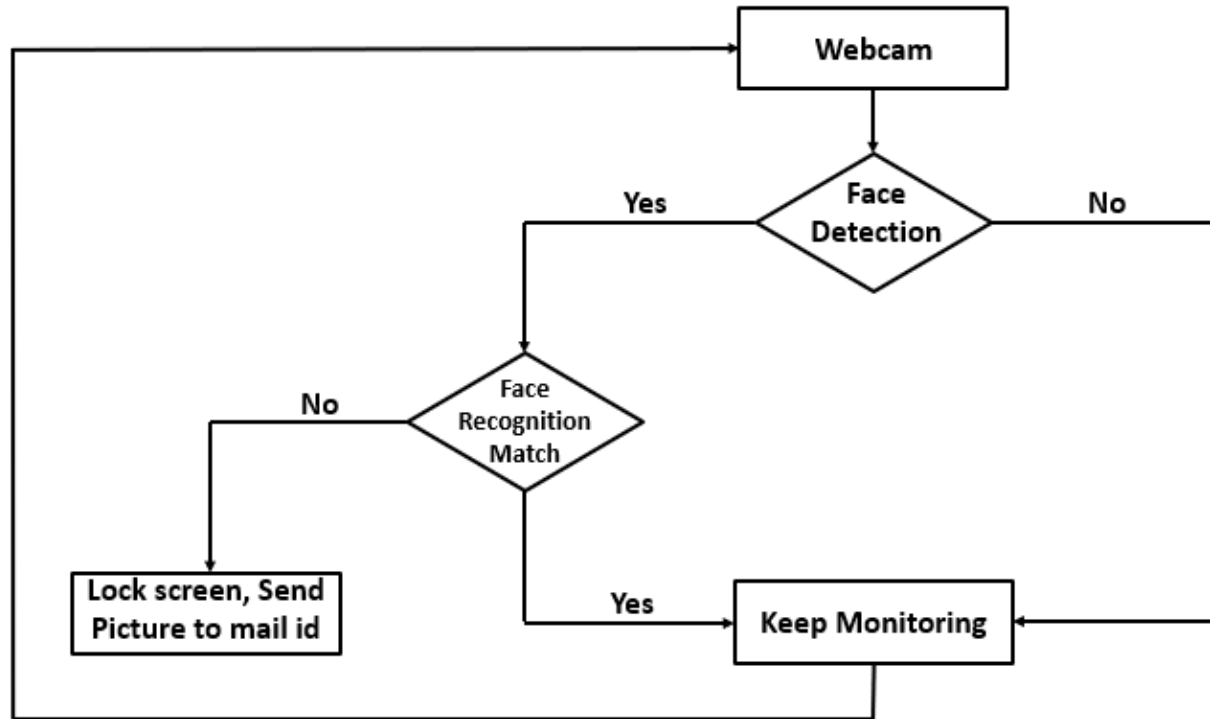 Webcam
Yes
Face
Detection
No
No
Face
Recognition
Match
Lock screen, Send
Picture to mail id
Yes
Keep Monitoring